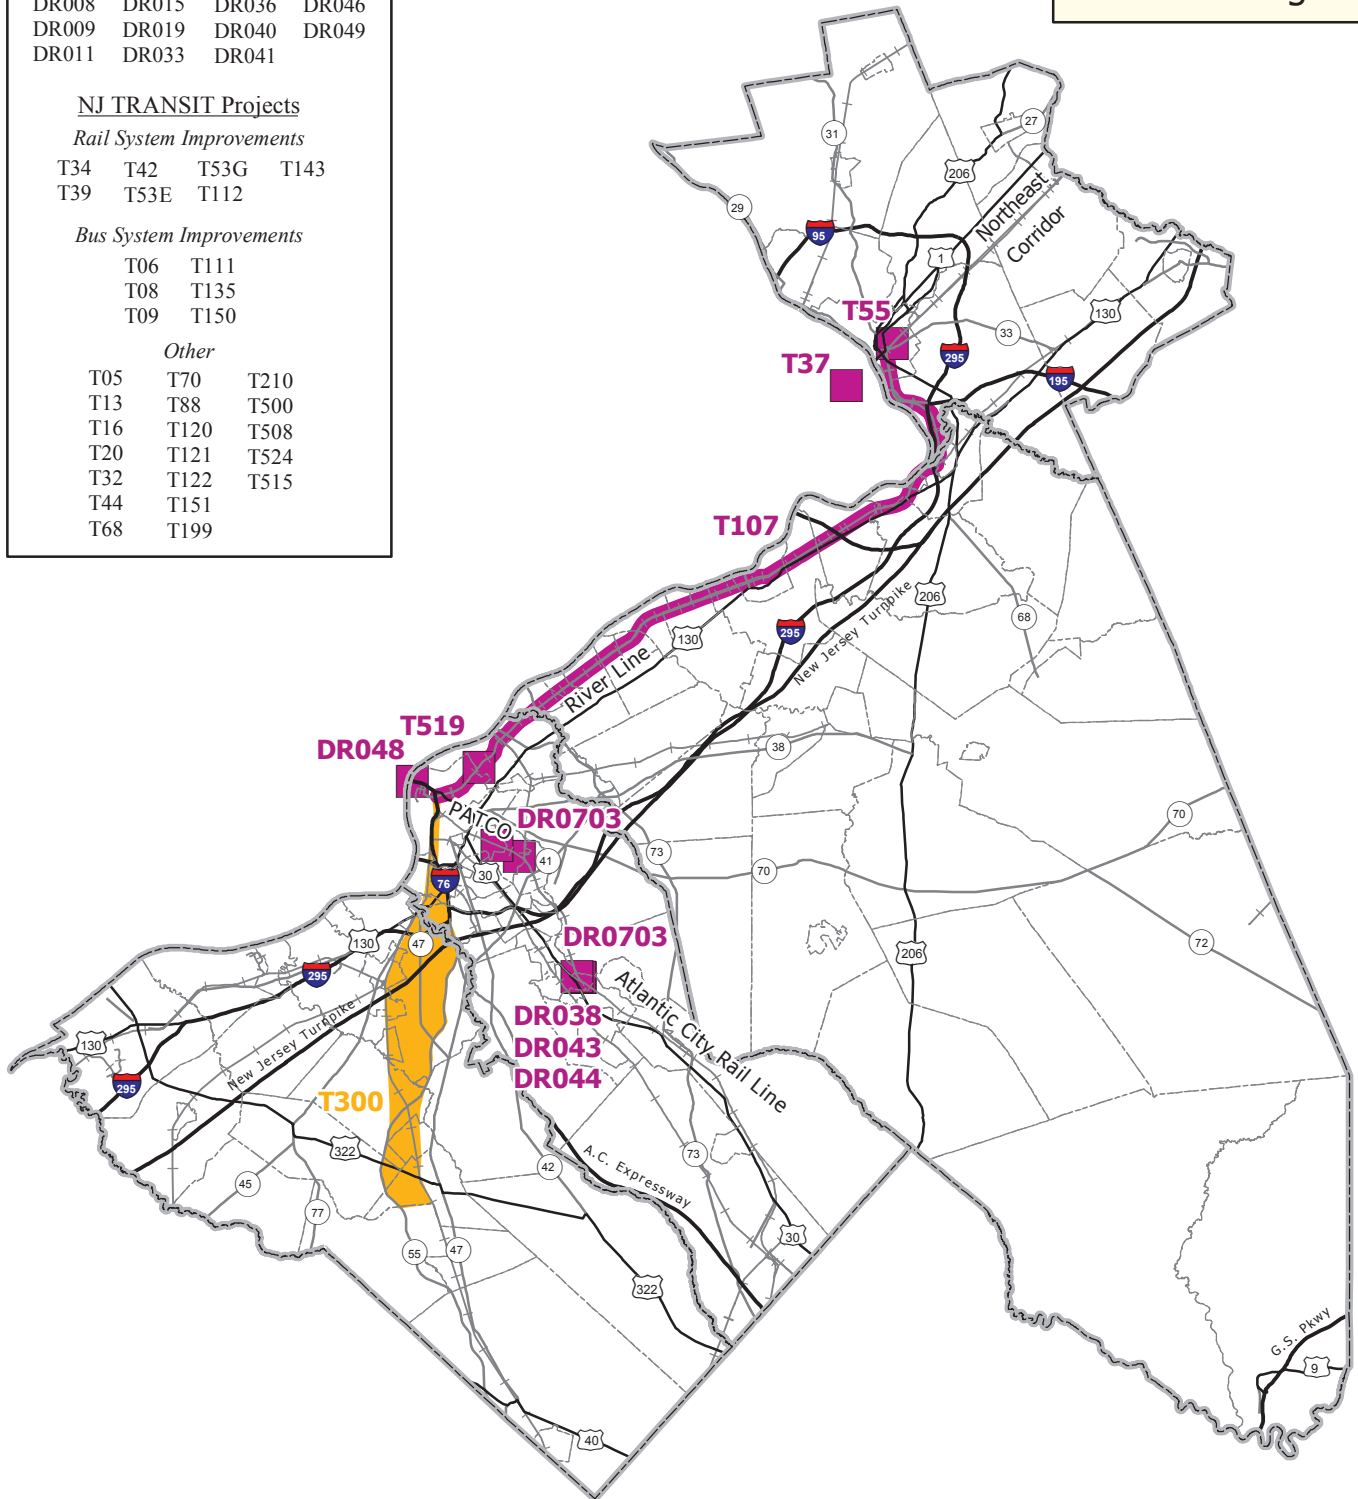 DR008 DR015 DR036 DR046
DR009 DR019 DR040 DR049
DR011 DR033 DR041
NJ TRANSIT Projects
Rail System Improvements
T34 T42 T53G T143
T39 T53E T112
Bus System Improvements
T06 T111
T08 T135
T09 T150
Other
T05 T70 T210
T13 T88 T500
T16 T120 T508
T20 T121 T524
T32 T122 T515
T44 T151
T68 T199
31
27
206
29
95
Northeast
Corridor
1
130
T55
33
295
T37
195
T107
206
68
New Jersey Turnpike
295
130
River Line
T519
DR048
38
PATCO
DR0703
70
73
41
70
30
76
DR0703
72
130
47
206
295
Atlantic City Rail Line
DR038
New Jersey Turnpike
130
DR043
DR044
295
T300
322
73
A.C. Expressway
42
45
77
30
55
47
322
G.S. Pkwy
9
40